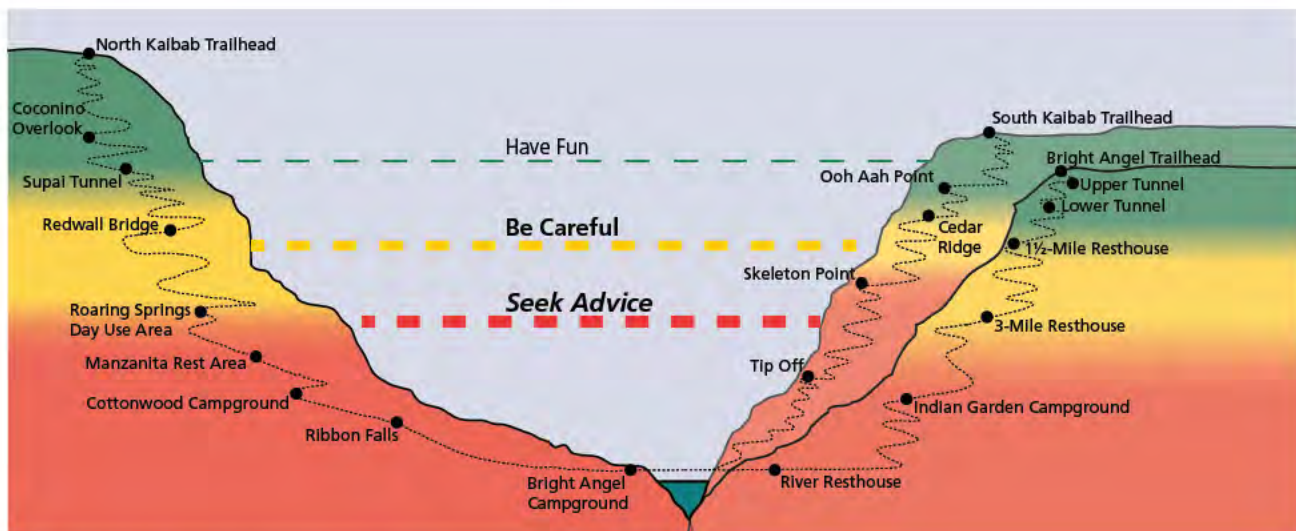 North Kaibab Trailhead
Coconino
Overlook
Supai Tunnel
Redwall Bridge
Roaring Springs
Day Use Area
Manzanita Rest Area
Cottonwood Campground
Ribbon Falls
Bright Angel
Campground
Have Fun
Be Careful
Seek Advice
South Kaibab Trailhead
Bright Angel Trailhead
Ooh Aah Point
Upper Tunnel
Lower Tunnel
Cedar
Ridge
1½-Mile Resthouse
Skeleton Point
3-Mile Resthouse
Tip Off
Indian Garden Campground
River Resthouse